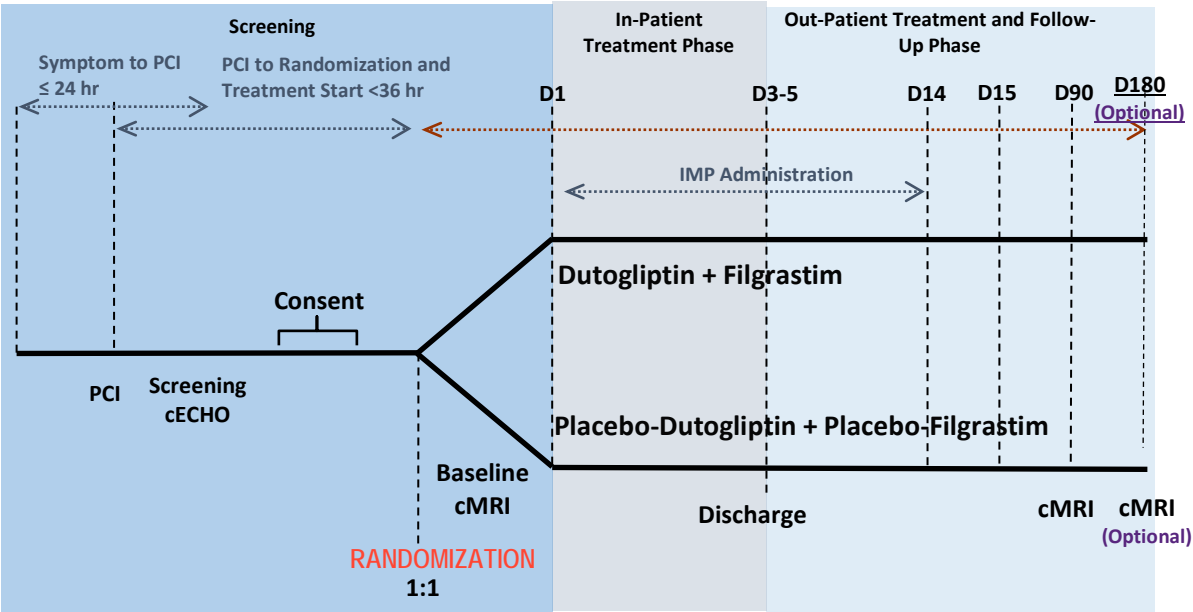 Screening
In-Patient
Treatment Phase
Out-Patient Treatment and Follow-
Up Phase
Symptom to PCI
≤ 24 hr
PCI to Randomization and
Treatment Start <36 hr
D1
D3-5
D14
D15
D90
D180
(Optional)
IMP Administration
Dutogliptin + Filgrastim
Consent
PCI
Screening
cECHO
Placebo-Dutogliptin + Placebo-Filgrastim
Baseline
cMRI
Discharge
cMRI
cMRI
(Optional)
RANDOMIZATION
1:1